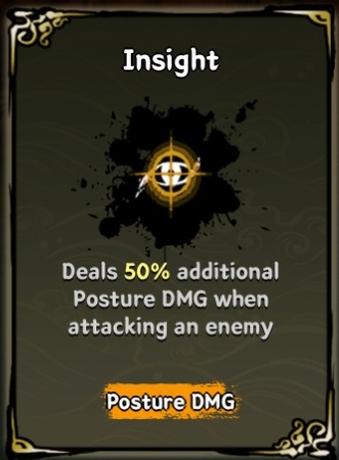 Insight
Deals 50% additional
Posture DMG when
attacking an enemy
Posture DMG